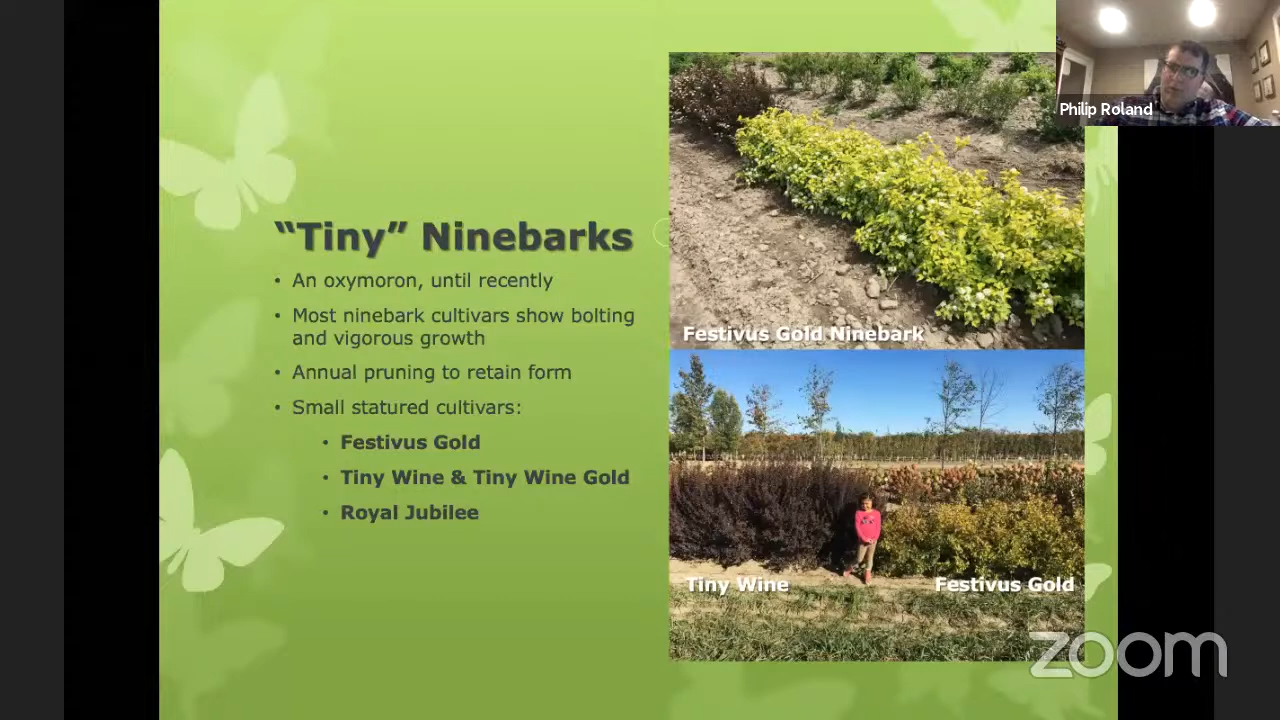 Philip Roland
“Tiny” Ninebarks
• An oxymoron, until recently
• Most ninebark cultivars show bolting
and vigorous growth
• Annual pruning to retain form
• Small statured cultivars:
• Festivus Gold
• Tiny Wine & Tiny Wine Gold
• Royal Jubilee
Festivus Gold Ninebark
Tiny Wine
Festivus Gold
zoom